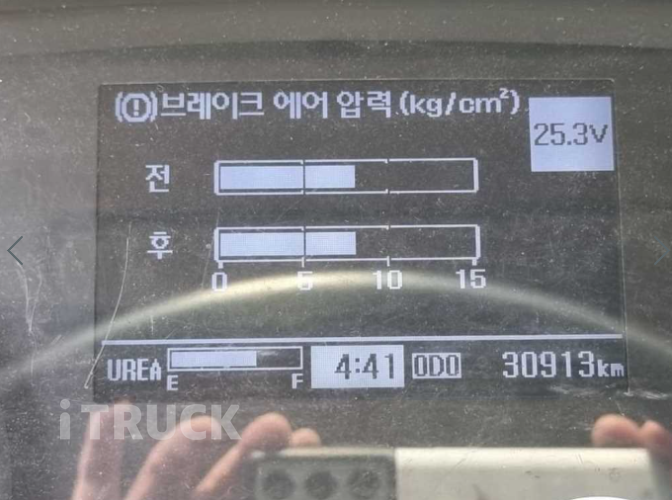 (!)브레이크 에어 압력 (kg/cm²)
25.3V
전
후
0 5 10 15
UREA E F 4:41 ODO 30913km
iTRUCK